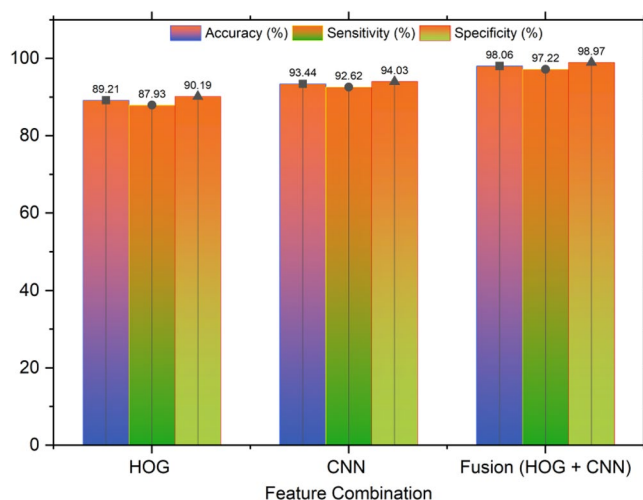 Accuracy (%) Sensitivity (%) Specificity (%)
100
80
60
40
20
0
89.21 87.93 90.19
93.44 92.62 94.03
98.06 97.22 98.97
HOG CNN Fusion (HOG + CNN)
Feature Combination